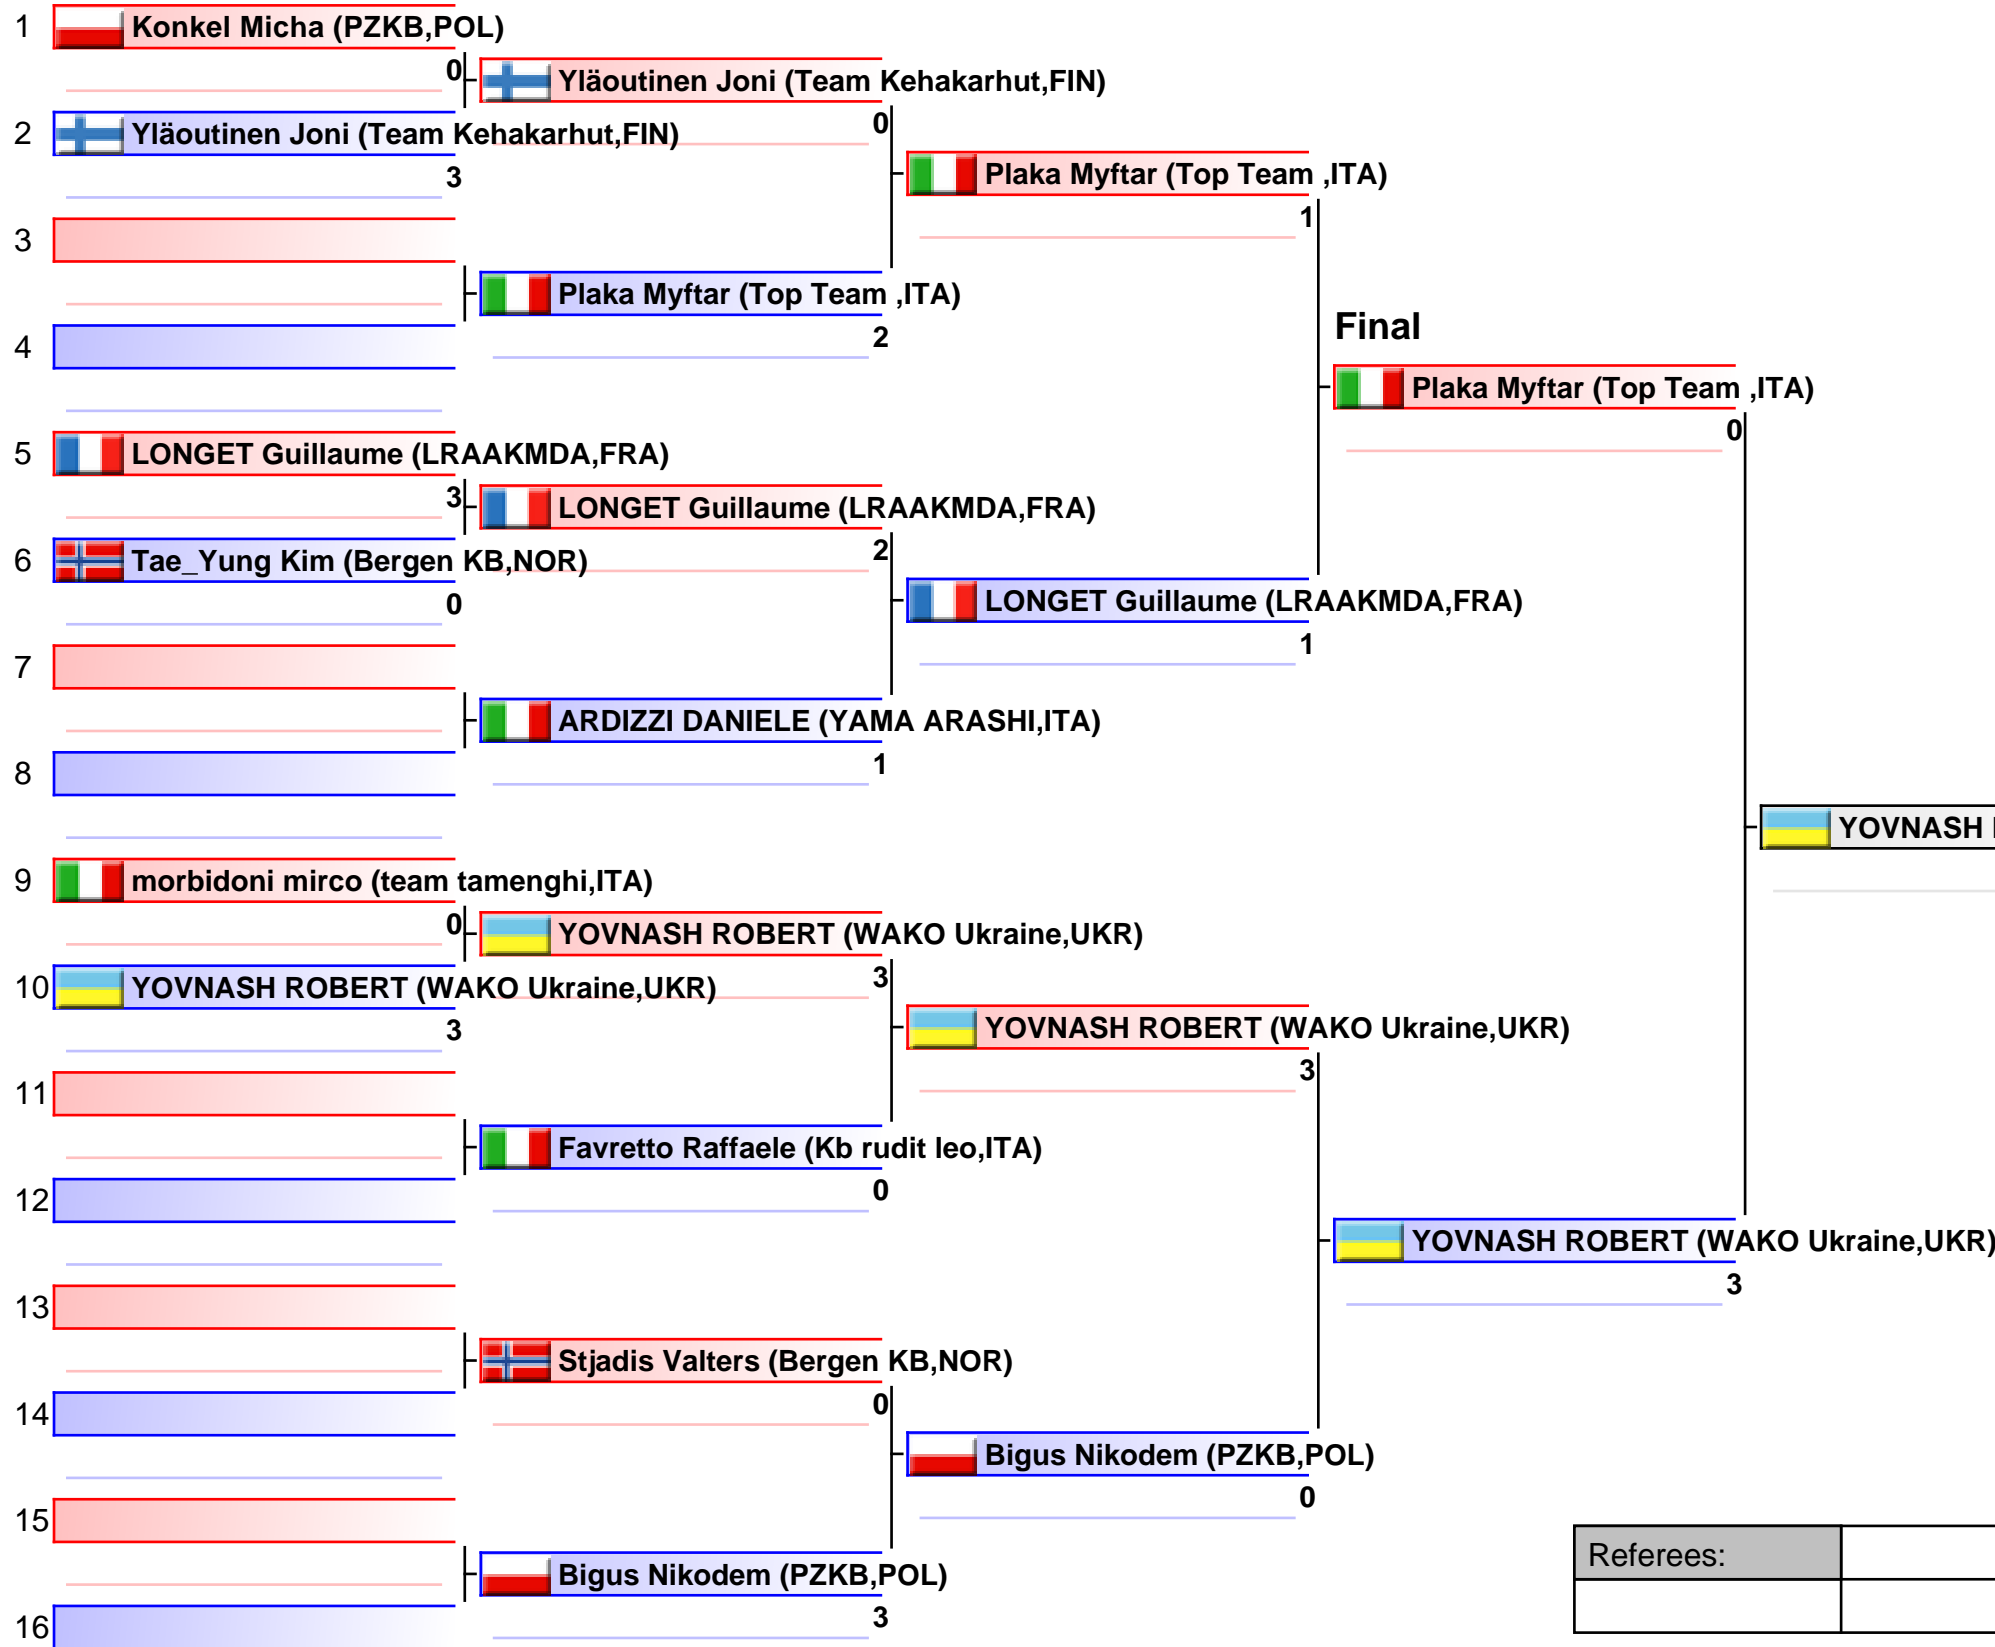 1 Konkel Micha (PZKB,POL)
0
Yläoutinen Joni (Team Kehakarhut,FIN)
0
2 Yläoutinen Joni (Team Kehakarhut,FIN)
3
Plaka Myftar (Top Team ,ITA)
1
3
Plaka Myftar (Top Team ,ITA)
2
4
Final
Plaka Myftar (Top Team ,ITA)
0
5 LONGET Guillaume (LRAAKMDA,FRA)
3
LONGET Guillaume (LRAAKMDA,FRA)
2
6 Tae_Yung Kim (Bergen KB,NOR)
0
LONGET Guillaume (LRAAKMDA,FRA)
1
7
ARDIZZI DANIELE (YAMA ARASHI,ITA)
1
8
YOVNASH
9 morbidoni mirco (team tamenghi,ITA)
0
YOVNASH ROBERT (WAKO Ukraine,UKR)
3
10 YOVNASH ROBERT (WAKO Ukraine,UKR)
3
YOVNASH ROBERT (WAKO Ukraine,UKR)
3
11
Favretto Raffaele (Kb rudit leo,ITA)
0
12
YOVNASH ROBERT (WAKO Ukraine,UKR)
3
13
Stjadis Valters (Bergen KB,NOR)
0
14
Bigus Nikodem (PZKB,POL)
0
15
Bigus Nikodem (PZKB,POL)
3
16
Referees: